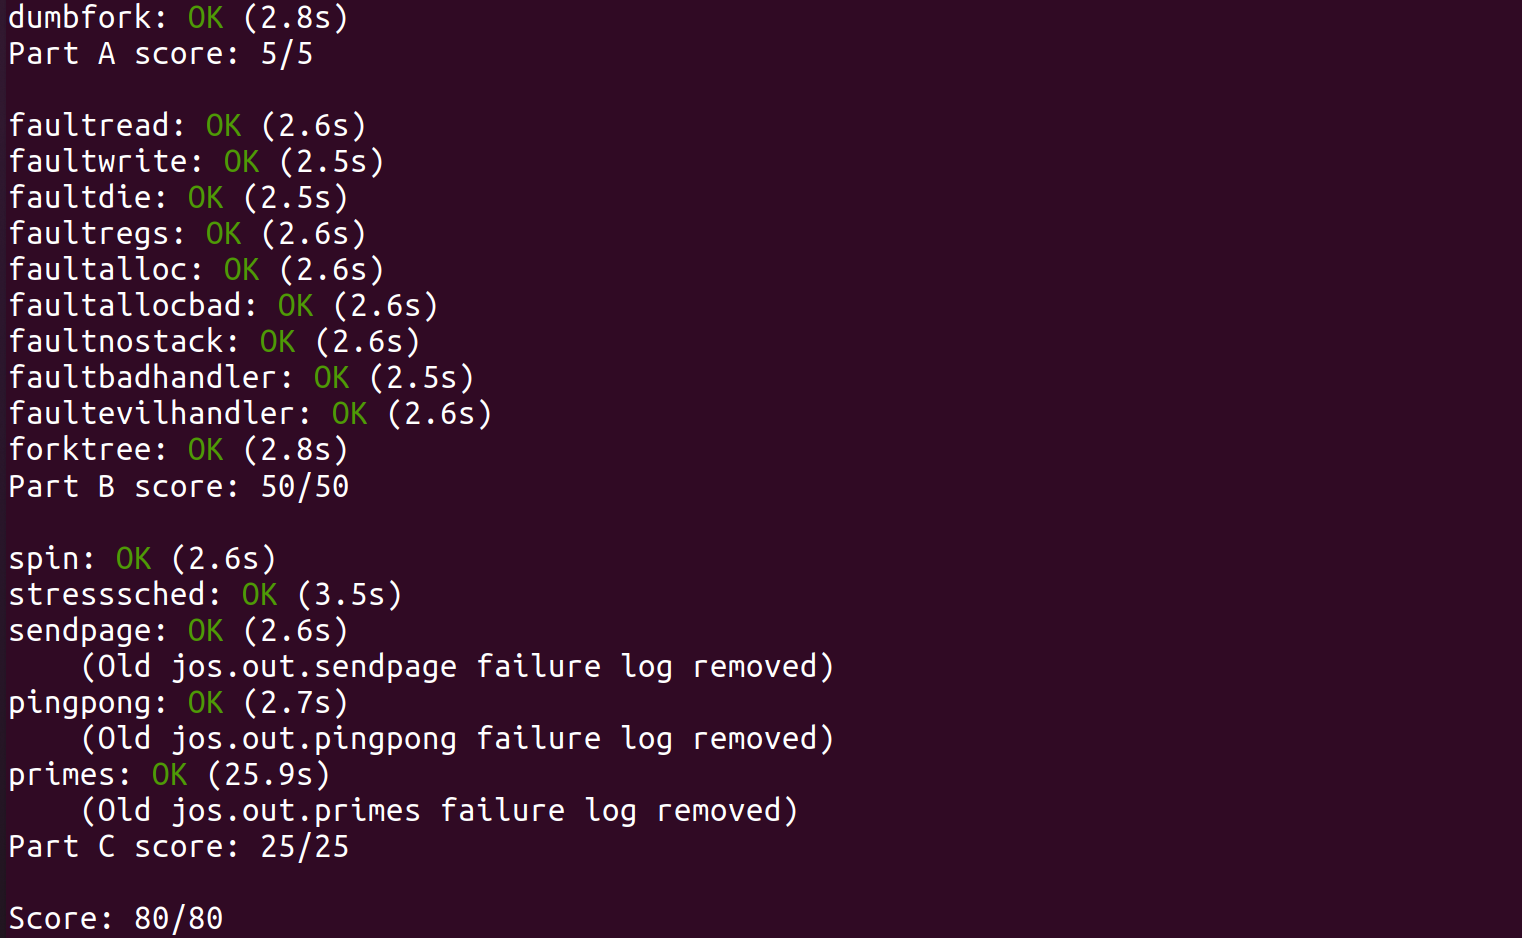 dumbfork: OK (2.8s)
Part A score: 5/5
faultread: OK (2.6s)
faultwrite: OK (2.5s)
faultdie: OK (2.5s)
faultregs: OK (2.6s)
faultalloc: OK (2.6s)
faultallocbad: OK (2.6s)
faultnostack: OK (2.6s)
faultbadhandler: OK (2.5s)
faultevilhandler: OK (2.6s)
forktree: OK (2.8s)
Part B score: 50/50
spin: OK (2.6s)
stresssched: OK (3.5s)
sendpage: OK (2.6s)
    (Old jos.out.sendpage failure log removed)
pingpong: OK (2.7s)
    (Old jos.out.pingpong failure log removed)
primes: OK (25.9s)
    (Old jos.out.primes failure log removed)
Part C score: 25/25
Score: 80/80